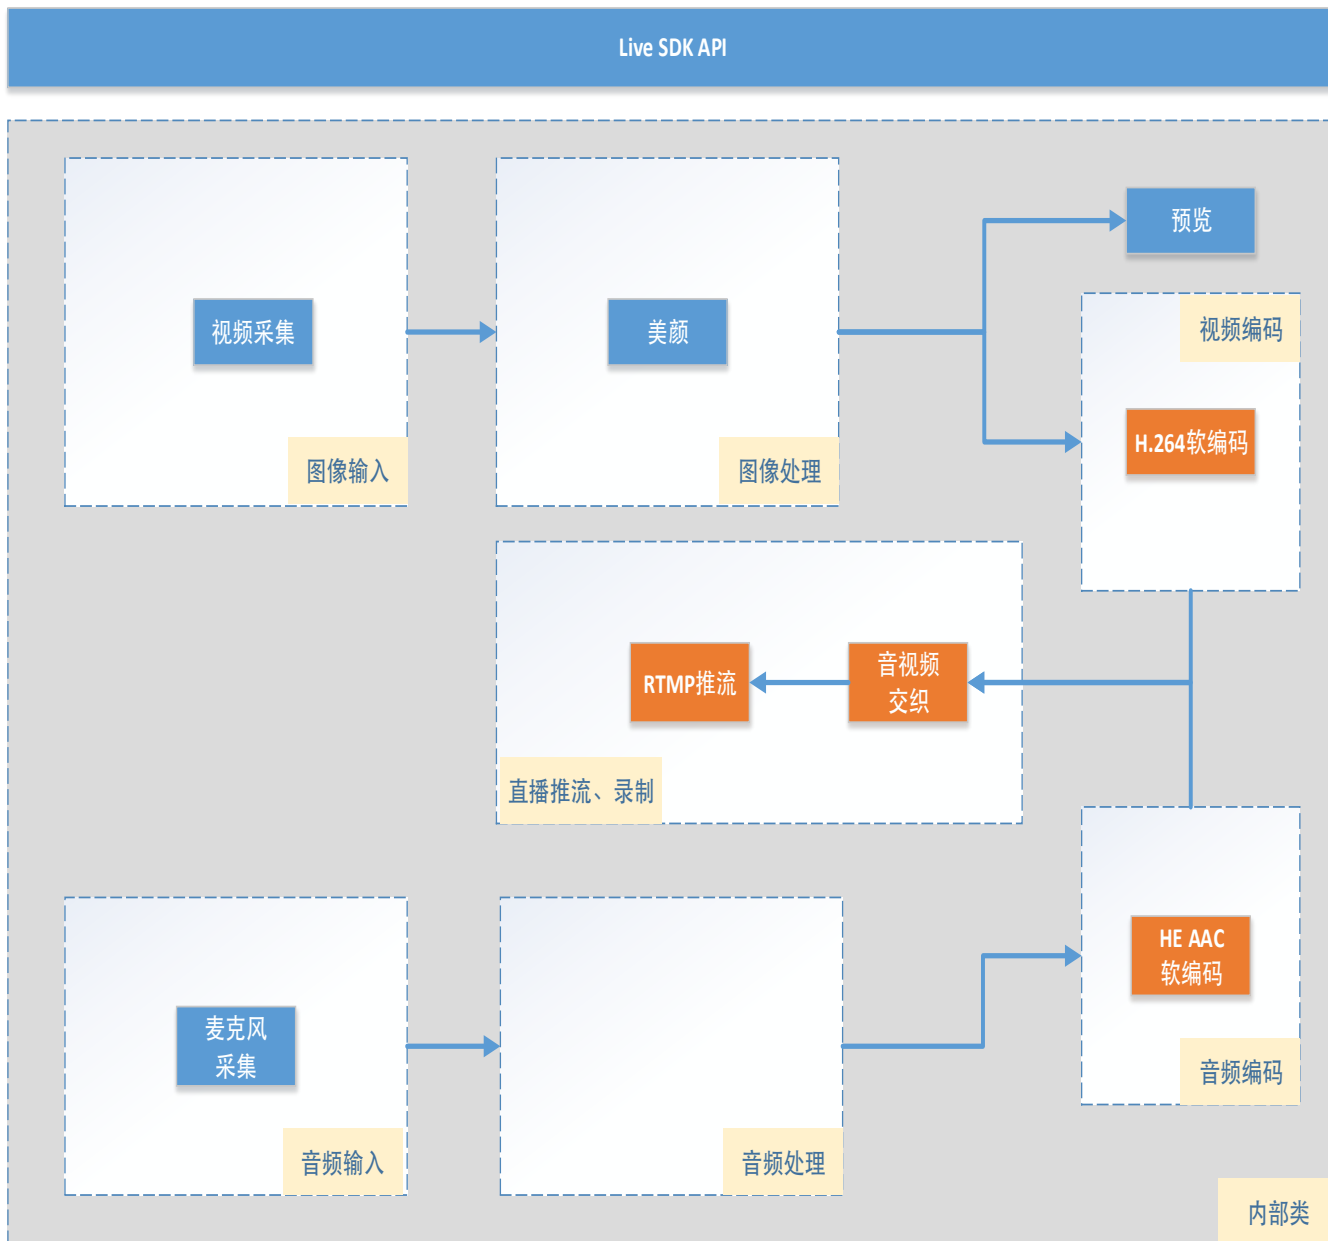 Live SDK API
预览
视频采集
美颜
视频编码
H.264软编码
图像输入
图像处理
RTMP推流
音视频
交织
直播推流、录制
HE AAC
软编码
麦克风
采集
音频编码
音频输入
音频处理
内部类